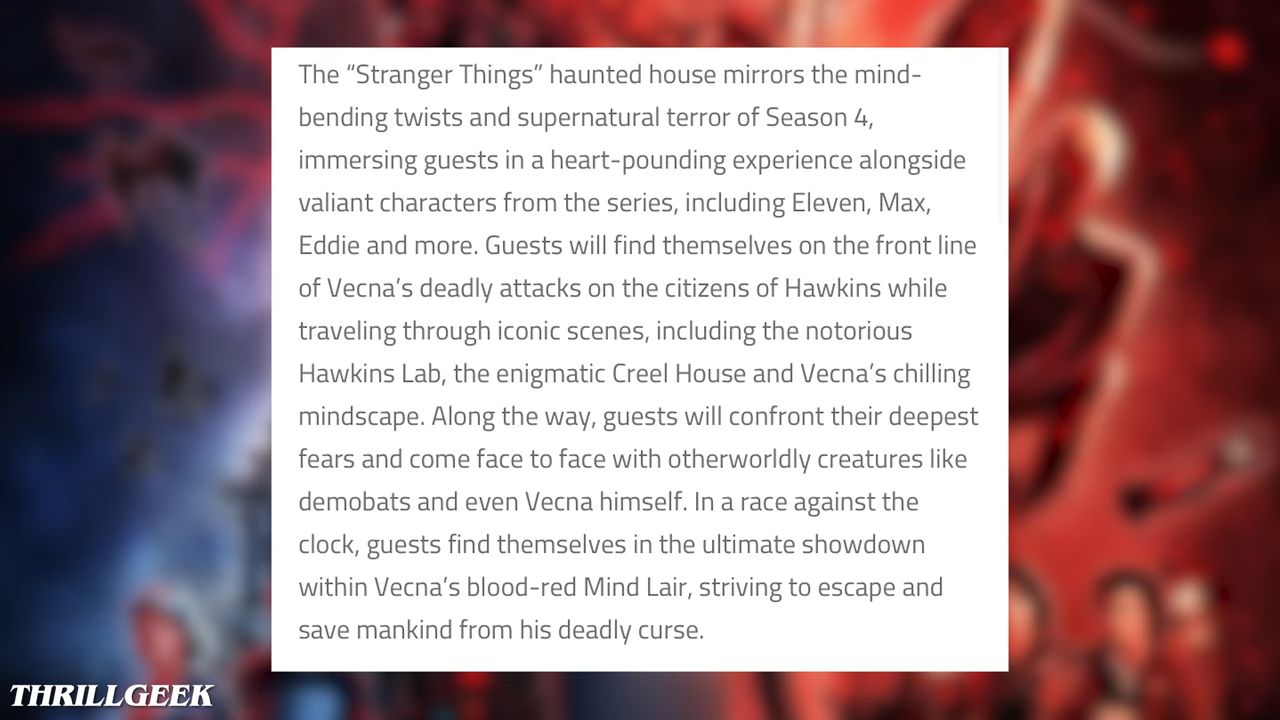 The “Stranger Things” haunted house mirrors the mind-
bending twists and supernatural terror of Season 4,
immersing guests in a heart-pounding experience alongside
valiant characters from the series, including Eleven, Max,
Eddie and more. Guests will find themselves on the front line
of Vecna’s deadly attacks on the citizens of Hawkins while
traveling through iconic scenes, including the notorious
Hawkins Lab, the enigmatic Creel House and Vecna’s chilling
mindscape. Along the way, guests will confront their deepest
fears and come face to face with otherworldly creatures like
demobats and even Vecna himself. In a race against the
clock, guests find themselves in the ultimate showdown
within Vecna’s blood-red Mind Lair, striving to escape and
save mankind from his deadly curse.
THRILLGEEK